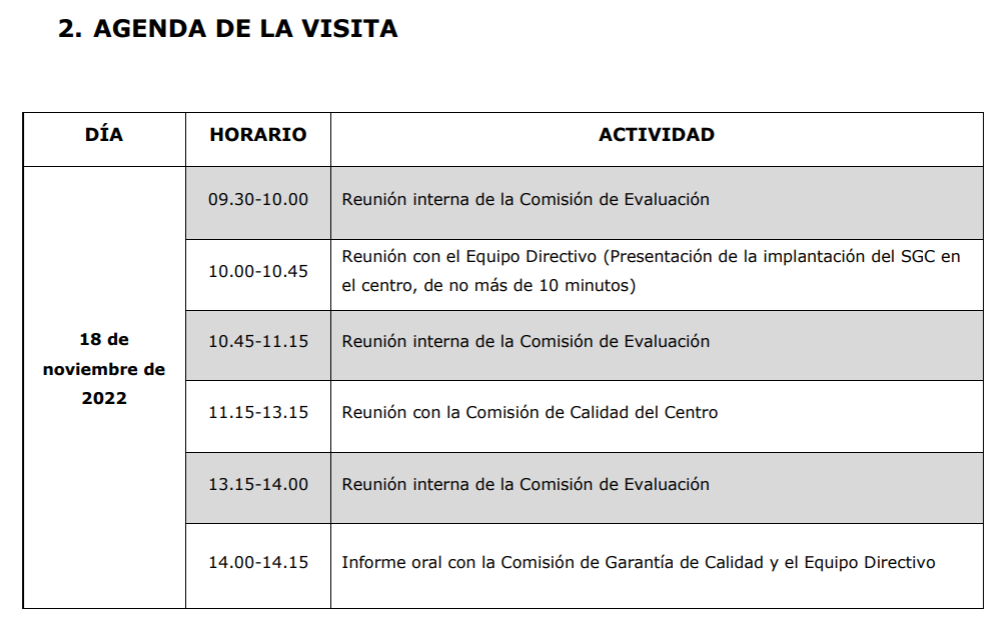 2. AGENDA DE LA VISITA
DÍA HORARIO ACTIVIDAD
18 de
noviembre de
2022
09.30-10.00 Reunión interna de la Comisión de Evaluación
10.00-10.45 Reunión con el Equipo Directivo (Presentación de la implantación del SGC en
el centro, de no más de 10 minutos)
10.45-11.15 Reunión interna de la Comisión de Evaluación
11.15-13.15 Reunión con la Comisión de Calidad del Centro
13.15-14.00 Reunión interna de la Comisión de Evaluación
14.00-14.15 Informe oral con la Comisión de Garantía de Calidad y el Equipo Directivo